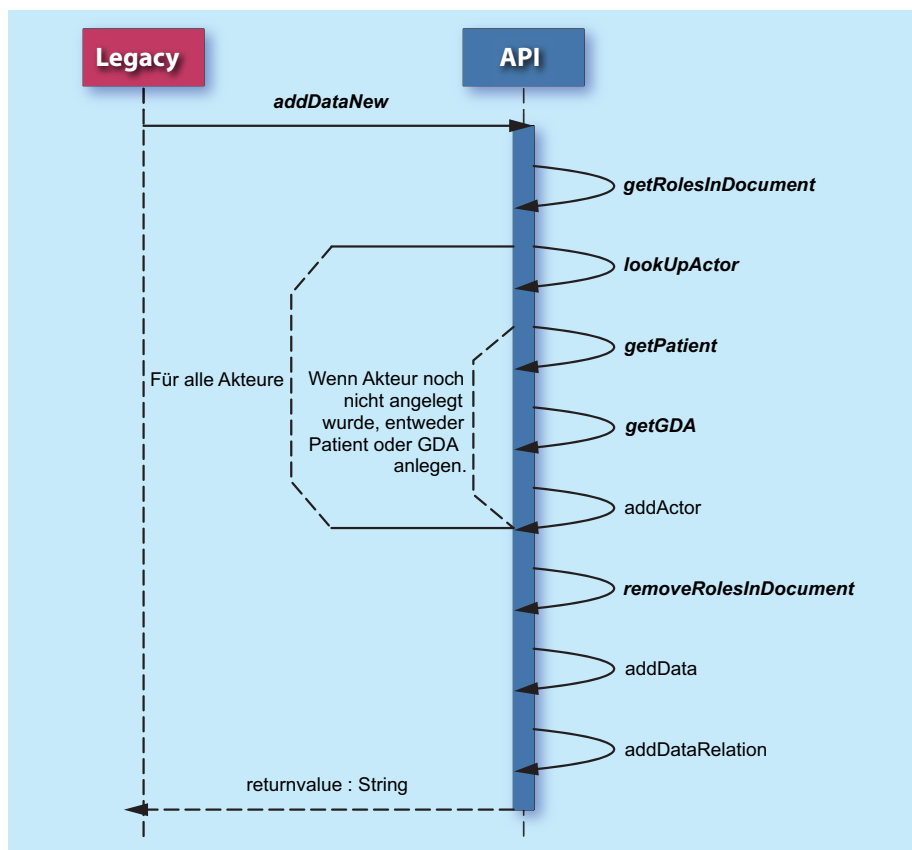 Legacy
API
addDataNew
getRolesInDocument
lookUpActor
getPatient
Für alle Akteure
Wenn Akteur noch
nicht angelegt
wurde, entweder
Patient oder GDA
anlegen.
getGDA
addActor
removeRolesInDocument
addData
addDataRelation
returnvalue : String